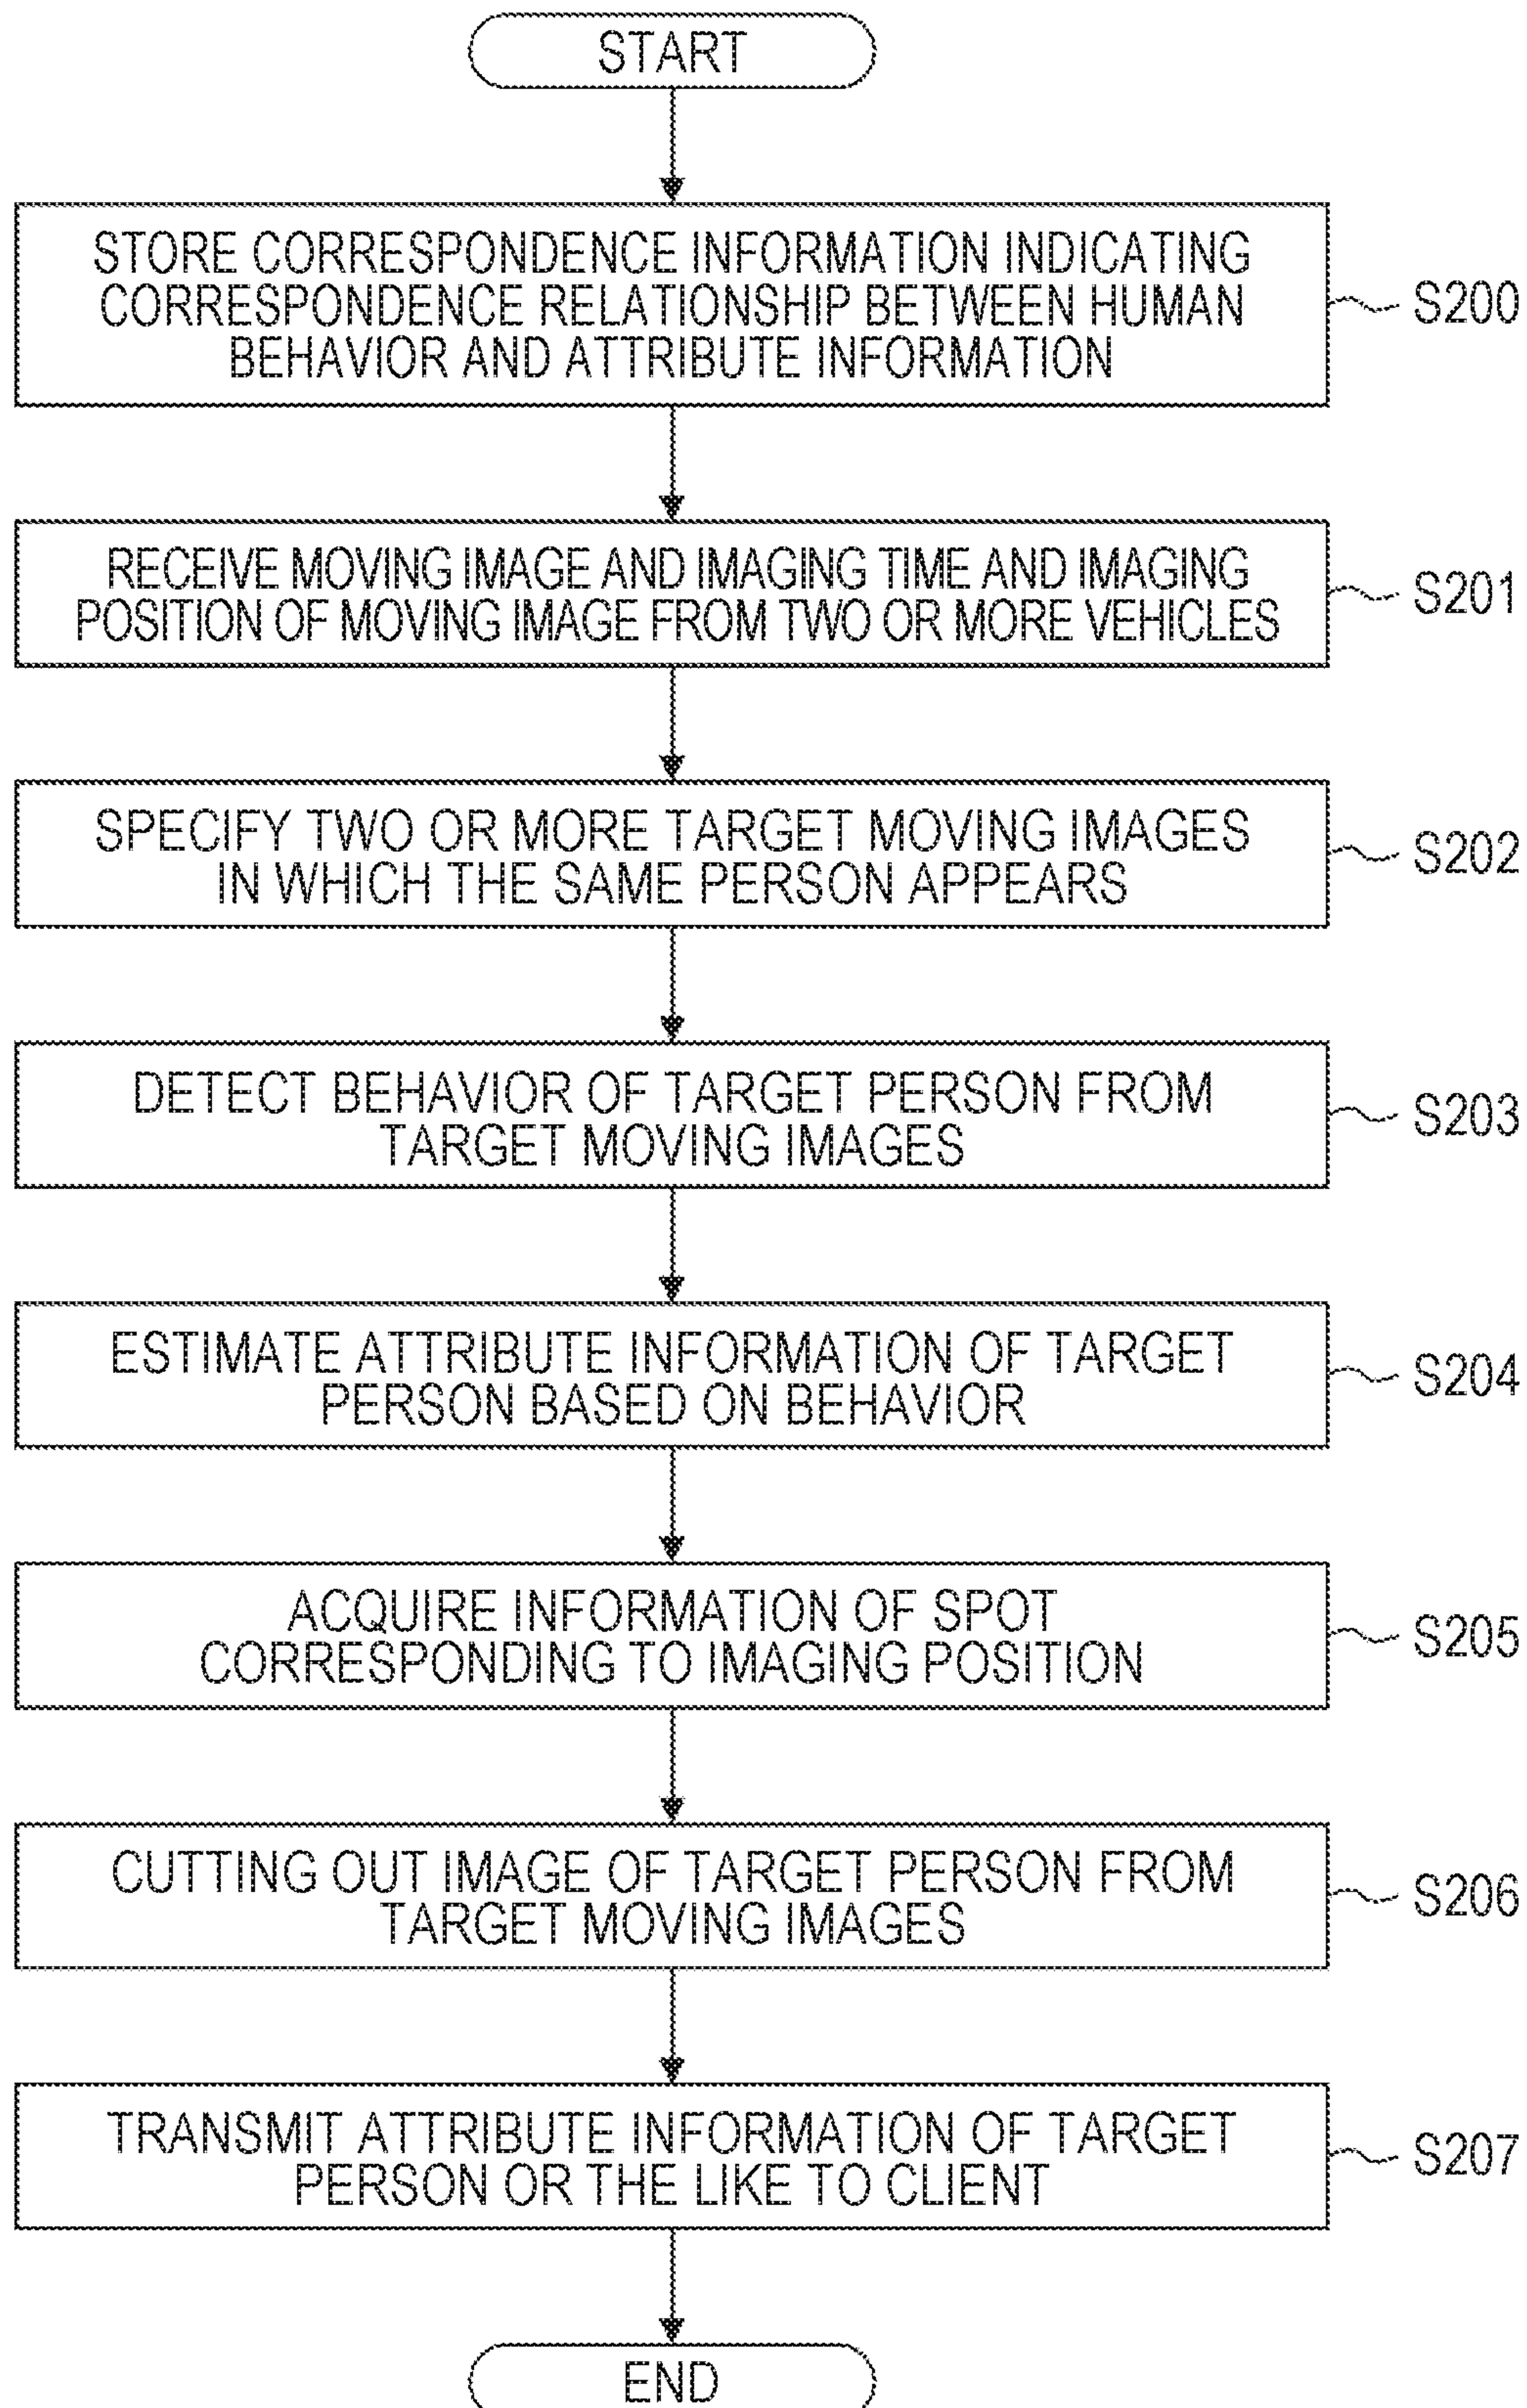 START
STORE CORRESPONDENCE INFORMATION INDICATING
CORRESPONDENCE RELATIONSHIP BETWEEN HUMAN
BEHAVIOR AND ATTRIBUTE INFORMATION
S200
RECEIVE MOVING IMAGE AND IMAGING TIME AND IMAGING
POSITION OF MOVING IMAGE FROM TWO OR MORE VEHICLES
S201
SPECIFY TWO OR MORE TARGET MOVING IMAGES
IN WHICH THE SAME PERSON APPEARS
S202
DETECT BEHAVIOR OF TARGET PERSON FROM
TARGET MOVING IMAGES
S203
ESTIMATE ATTRIBUTE INFORMATION OF TARGET
PERSON BASED ON BEHAVIOR
S204
ACQUIRE INFORMATION OF SPOT
CORRESPONDING TO IMAGING POSITION
S205
CUTTING OUT IMAGE OF TARGET PERSON FROM
TARGET MOVING IMAGES
S206
TRANSMIT ATTRIBUTE INFORMATION OF TARGET
PERSON OR THE LIKE TO CLIENT
S207
END